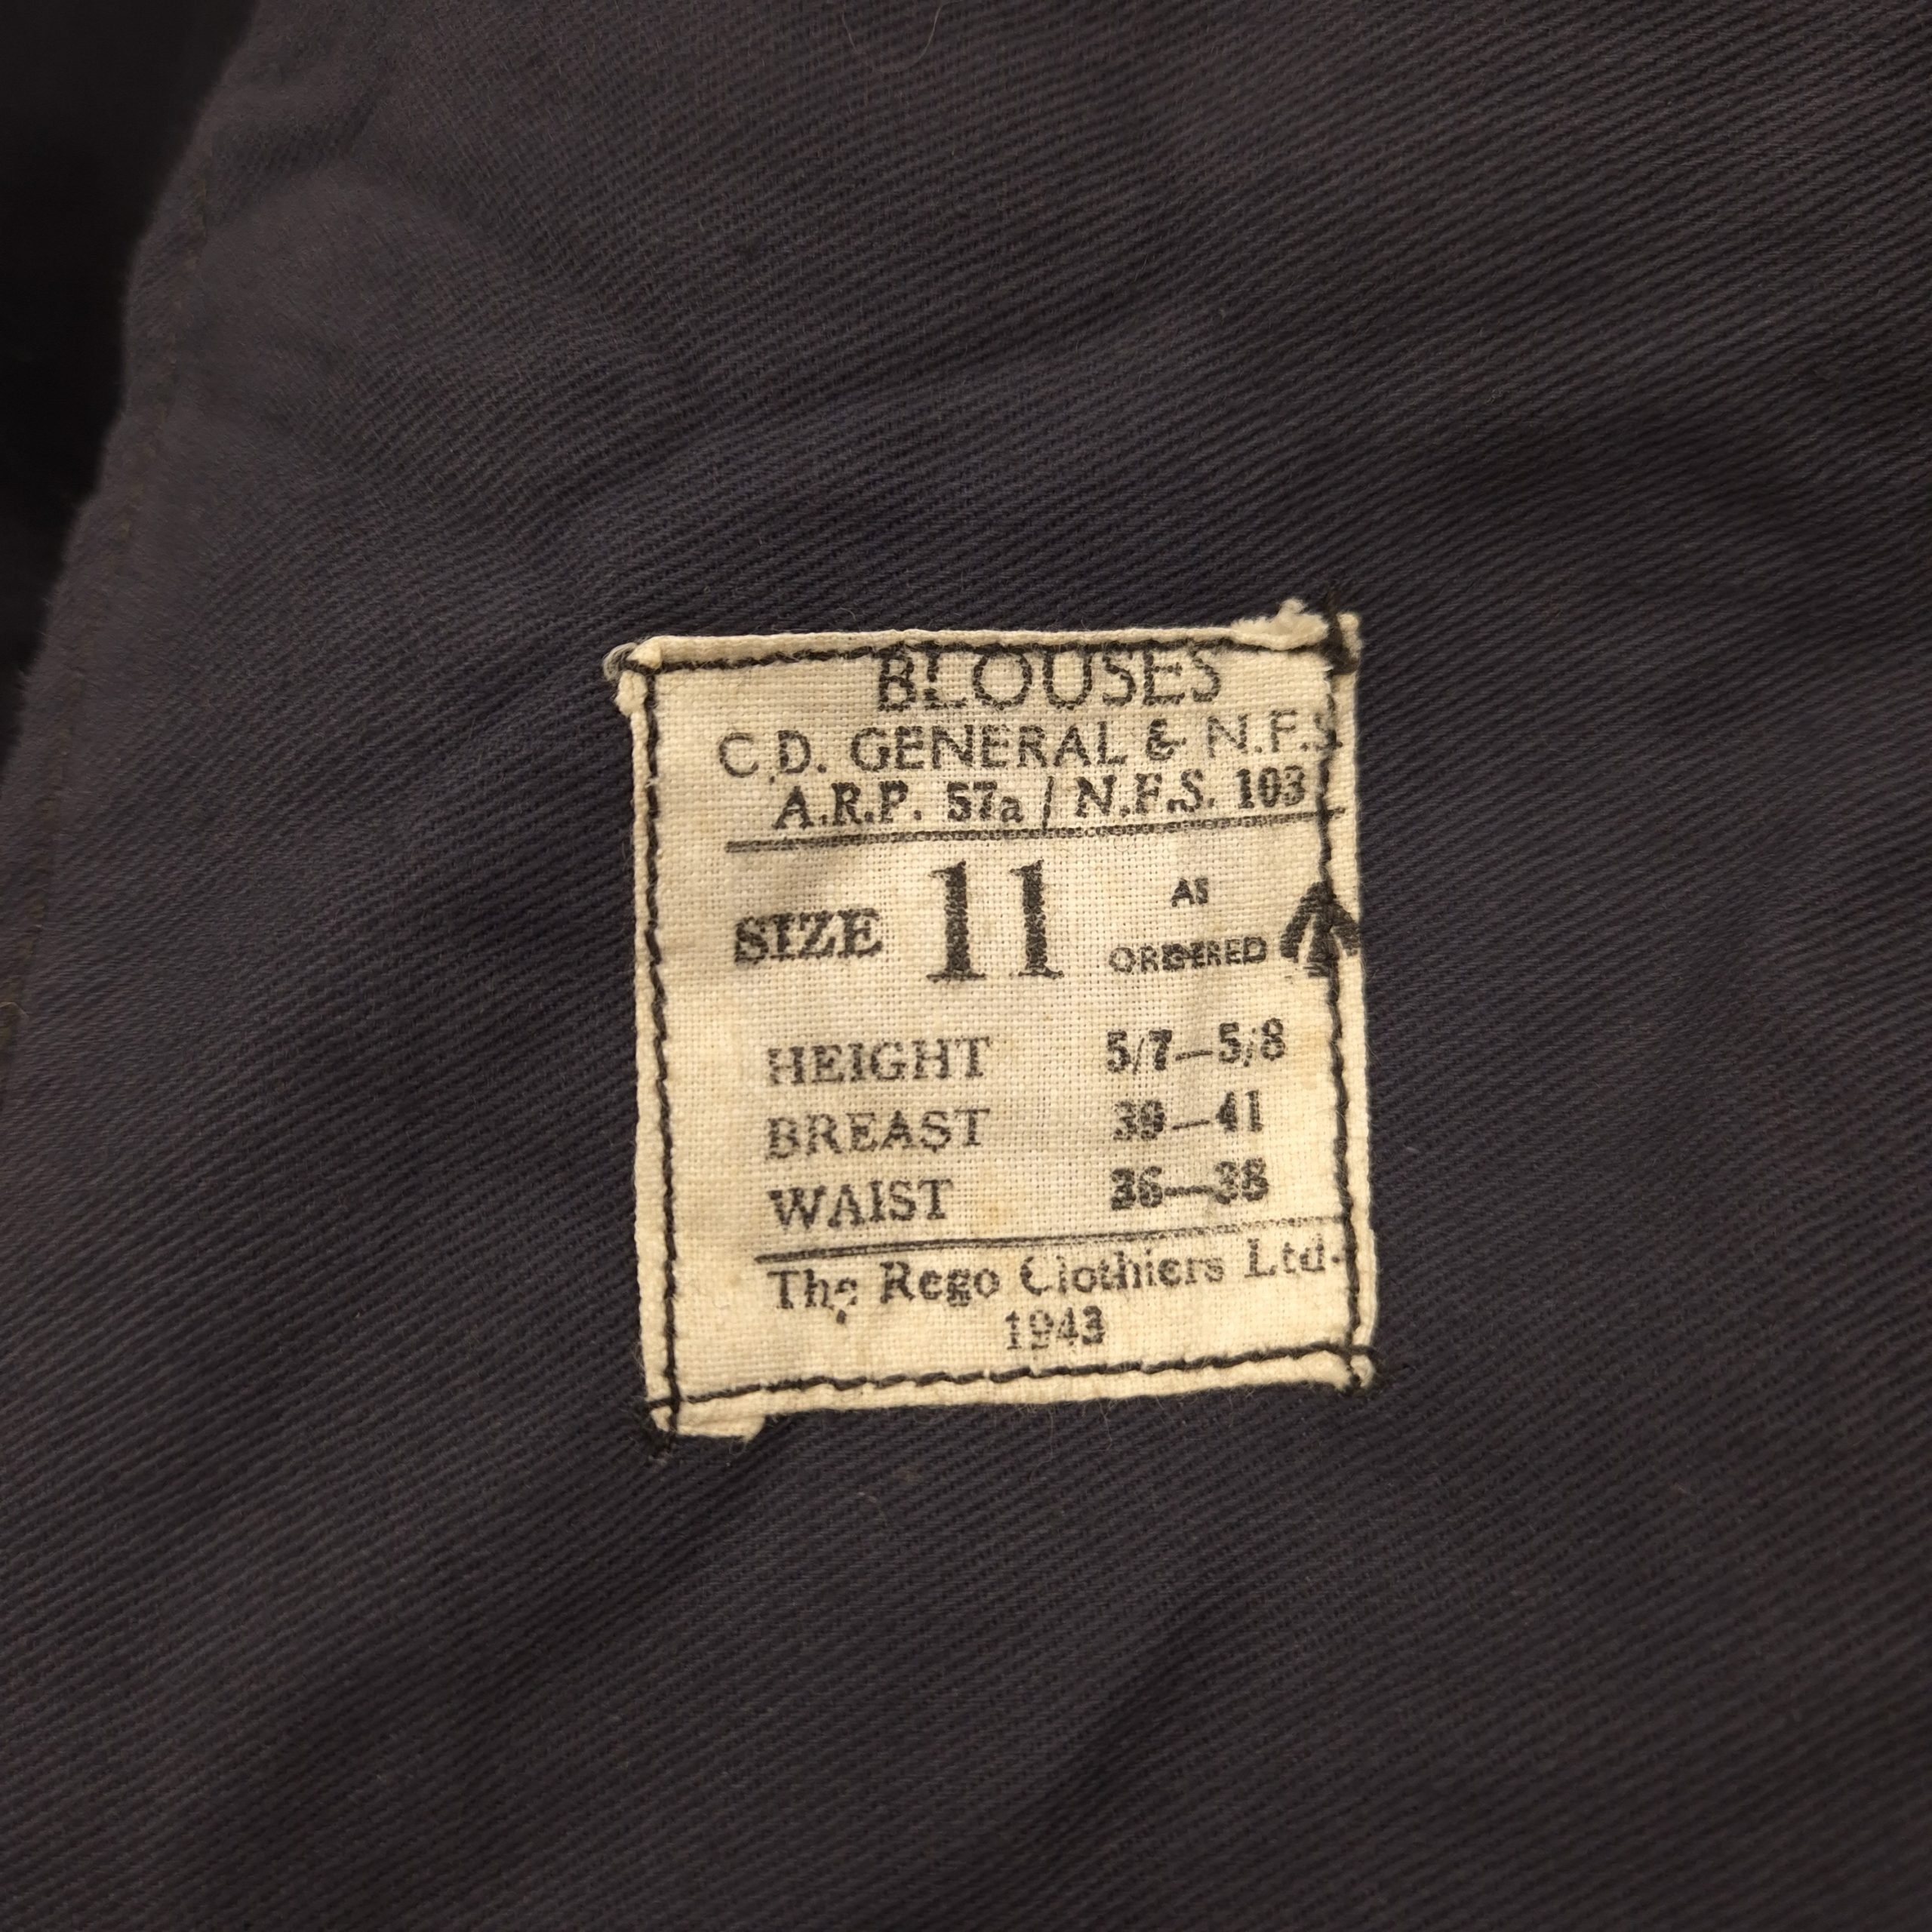 BLOUSES
C.D. GENERAL & N.F.S.
A.R.P. 57a / N.F.S. 103
SIZE 11 AS ORDERED
HEIGHT 5/7—5/8
BREAST 39—41
WAIST 36—38
The Rego Clothiers Ltd.
1943